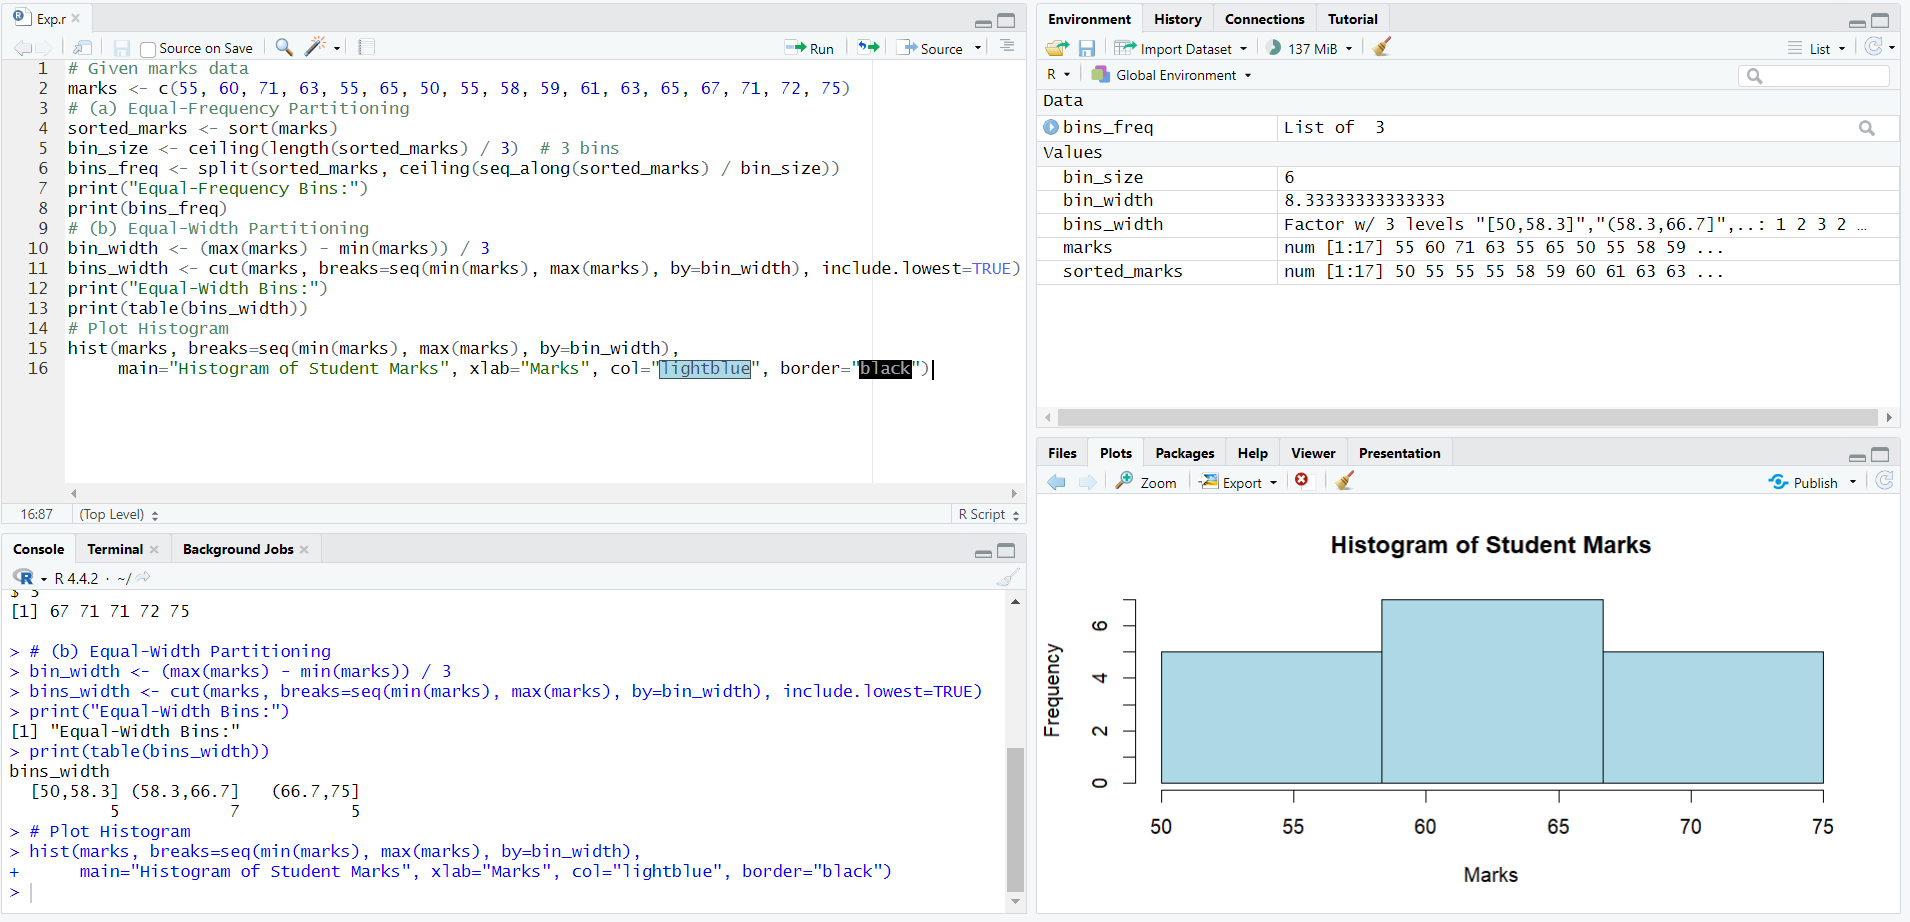 Exp.r
Source on Save
Run
Source
1 # Given marks data
2 marks <- c(55, 60, 71, 63, 55, 65, 50, 55, 58, 59, 61, 63, 65, 67, 71, 72, 75)
3 # (a) Equal-Frequency Partitioning
4 sorted_marks <- sort(marks)
5 bin_size <- ceiling(length(sorted_marks) / 3)  # 3 bins
6 bins_freq <- split(sorted_marks, ceiling(seq_along(sorted_marks) / bin_size))
7 print("Equal-Frequency Bins:")
8 print(bins_freq)
9 # (b) Equal-Width Partitioning
10 bin_width <- (max(marks) - min(marks)) / 3
11 bins_width <- cut(marks, breaks=seq(min(marks), max(marks), by=bin_width), include.lowest=TRUE)
12 print("Equal-Width Bins:")
13 print(table(bins_width))
14 # Plot Histogram
15 hist(marks, breaks=seq(min(marks), max(marks), by=bin_width),
16      main="Histogram of Student Marks", xlab="Marks", col="lightblue", border="black")
16:87 (Top Level) R Script
Console Terminal Background Jobs
R 4.4.2 · ~/
$`3`
[1] 67 71 71 72 75
> # (b) Equal-Width Partitioning
> bin_width <- (max(marks) - min(marks)) / 3
> bins_width <- cut(marks, breaks=seq(min(marks), max(marks), by=bin_width), include.lowest=TRUE)
> print("Equal-Width Bins:")
[1] "Equal-Width Bins:"
> print(table(bins_width))
bins_width
[50,58.3] (58.3,66.7] (66.7,75]
5 7 5
> # Plot Histogram
> hist(marks, breaks=seq(min(marks), max(marks), by=bin_width),
+      main="Histogram of Student Marks", xlab="Marks", col="lightblue", border="black")
>
Environment History Connections Tutorial
Import Dataset 137 MiB List
R Global Environment
Data
bins_freq List of 3
Values
bin_size 6
bin_width 8.33333333333333
bins_width Factor w/ 3 levels "[50,58.3]","(58.3,66.7]",..: 1 2 3 2 …
marks num [1:17] 55 60 71 63 55 65 50 55 58 59 ...
sorted_marks num [1:17] 50 55 55 55 58 59 60 61 63 63 ...
Files Plots Packages Help Viewer Presentation
Zoom Export Publish
Histogram of Student Marks
Frequency
6
4
2
0
50 55 60 65 70 75
Marks